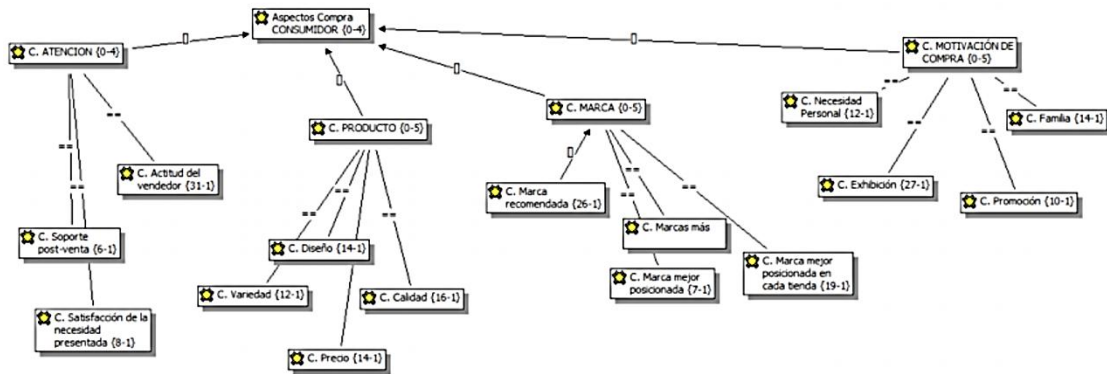 Aspectos Compra
CONSUMIDOR {0-4}
C. ATENCION {0-4}
C. MOTIVACIÓN DE
COMPRA {0-5}
C. Necesidad
Personal {12-1}
C. MARCA {0-5}
C. Familia {14-1}
C. PRODUCTO {0-5}
C. Actitud del
vendedor {31-1}
C. Exhibición {27-1}
C. Marca
recomendada {26-1}
C. Promoción {10-1}
C. Soporte
post-venta {6-1}
C. Diseño {14-1}
C. Marcas más
C. Marca mejor
posicionada en
cada tienda {19-1}
C. Variedad {12-1}
C. Calidad {16-1}
C. Marca mejor
posicionada {7-1}
C. Satisfacción de la
necesidad
presentada {8-1}
C. Precio {14-1}